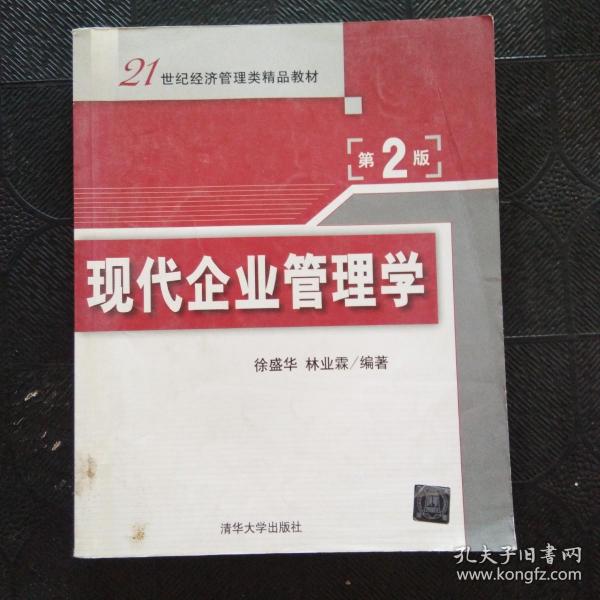 21世纪经济管理类精品教材
第2版
现代企业管理学
徐盛华 林业霖/编著
清华大学出版社
孔夫子旧书网
www.kongfz.com